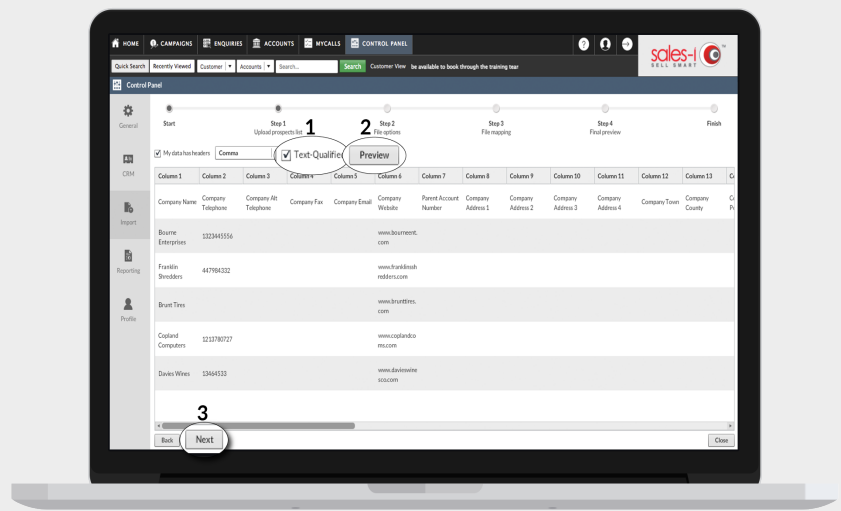 HOME CAMPAIGNS ENQUIRIES ACCOUNTS MYCALLS CONTROL PANEL ?
sales-i ™
SELL SMART
Quick Search Recently Viewed Customer Accounts Search... Search Customer View be available to book through the training tear
Control Panel
General
CRM
Import
Reporting
Profile
Start Step 1 Step 2 Step 3 Step 4 Finish
Upload prospects list File options File mapping Final preview
1 2
My data has headers Comma Text-Qualifier Preview
Column 1 Column 2 Column 3 Column 4 Column 5 Column 6 Column 7 Column 8 Column 9 Column 10 Column 11 Column 12 Column 13
Company Name Company Telephone Company Alt Telephone Company Fax Company Email Company Website Parent Account Number Company Address 1 Company Address 2 Company Address 3 Company Address 4 Company Town Company County
Bourne Enterprises 1323445556 www.bourneent.com
Franklin Shredders 447984332 www.franklinsshredders.com
Brunt Tires www.brunttires.com
Copland Computers 1213780727 www.coplandcoms.com
Davies Wines 13464533 www.davieswinesco.com
3
Back Next Close